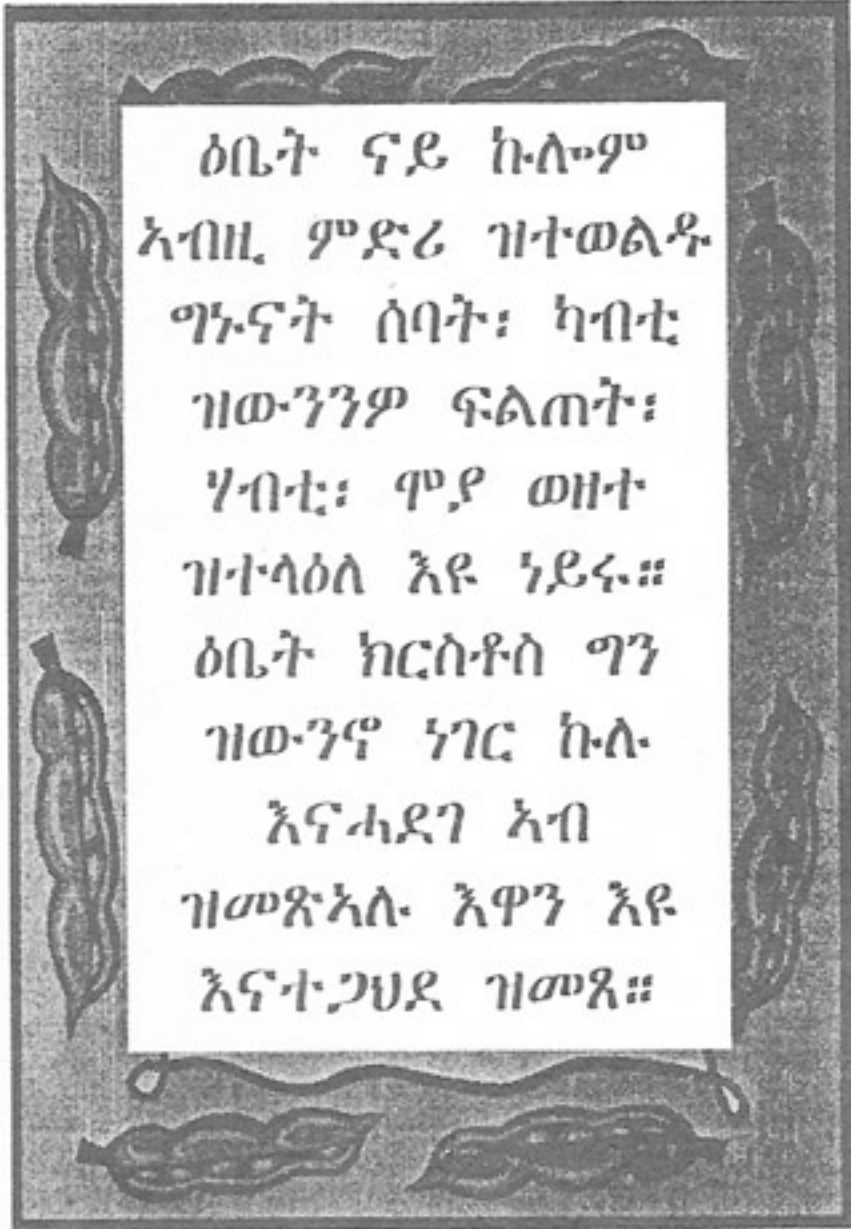 ዕቤት ናይ ኩሎም
ኣብዚ ምድሪ ዝተወልዱ
ግኑናት ሰባት፡ ካብቲ
ዝውንንዎ ፍልጠት፡
ሃብቲ፡ ሞያ ወዘተ
ዝተላዕለ እዩ ነይሩ።
ዕቤት ክርስቶስ ግን
ዝውንኖ ነገር ኩሉ
እናሓደገ ኣብ
ዝመጽኣሉ እዋን እዩ
እናተጋህደ ዝመጸ።